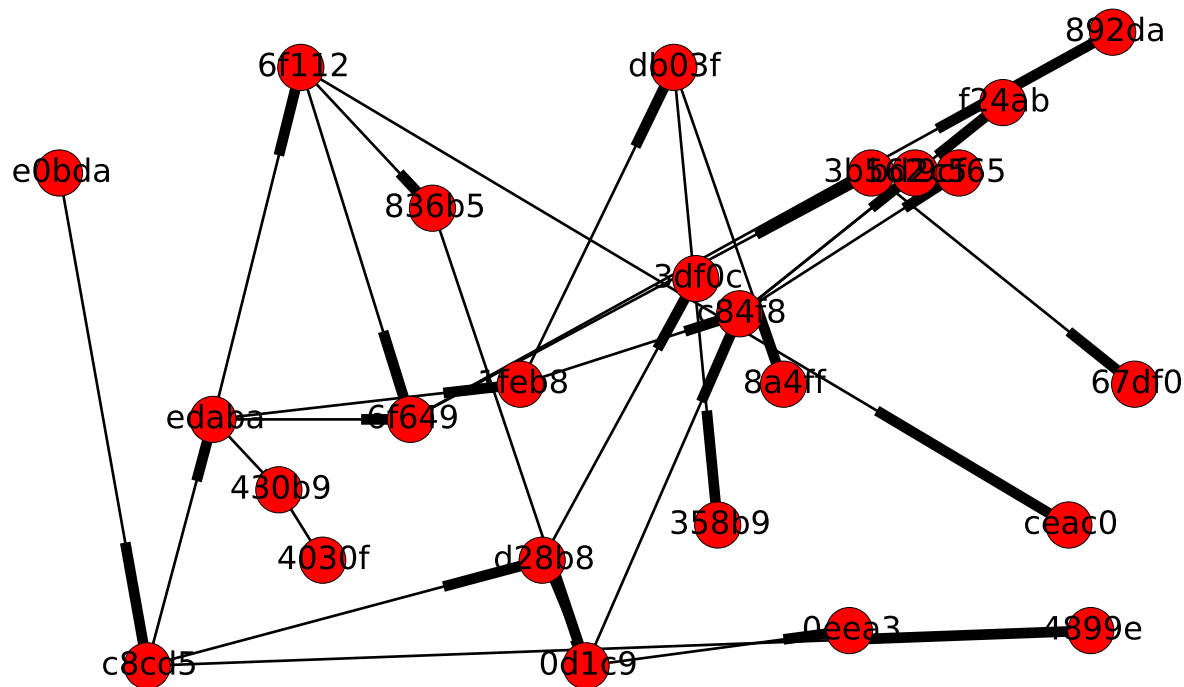 892da
6f112
db03f
f24ab
e0bda
836b5
3df0c
c84f8
1feb8
8a4ff
67df0
edaba
6f649
430b9
358b9
ceac0
4030f
d28b8
0eea3
4899e
c8cd5
0d1c9